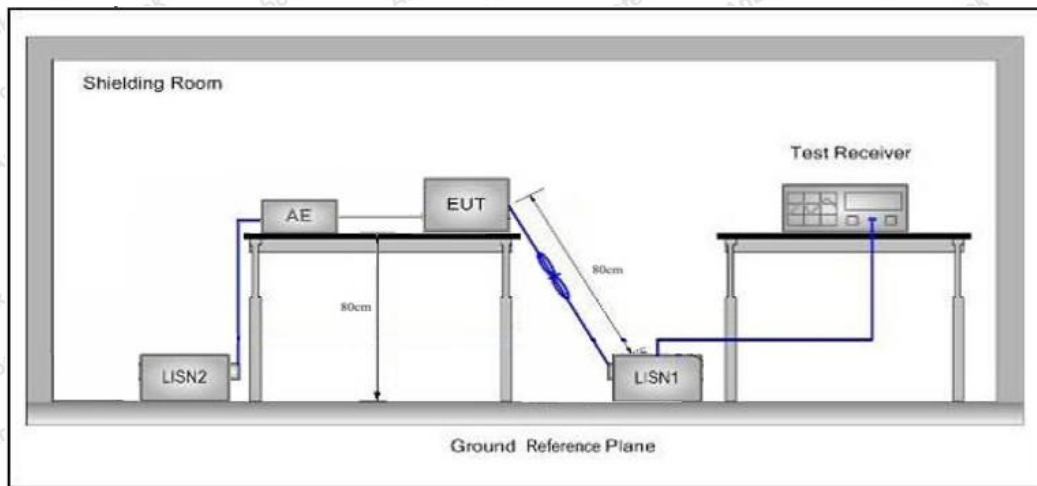 Shielding Room
Test Receiver
AE
EUT
80cm
80cm
LISN2
LISN1
Ground Reference Plane